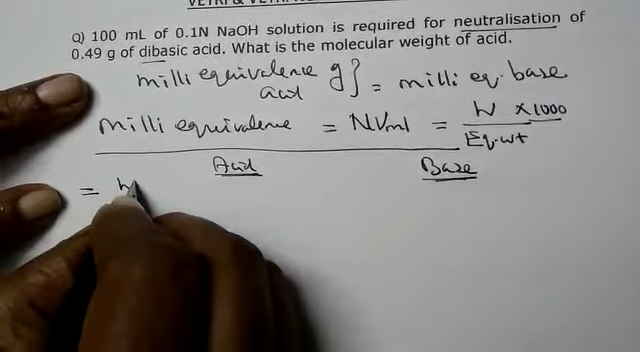 Q) 100 mL of 0.1N NaOH solution is required for neutralisation of
0.49 g of dibasic acid. What is the molecular weight of acid.
milli equivalence of } = milli eq. base
acid
milli equivalence = NVml = W × 1000
Eq.wt
Acid Base
= W